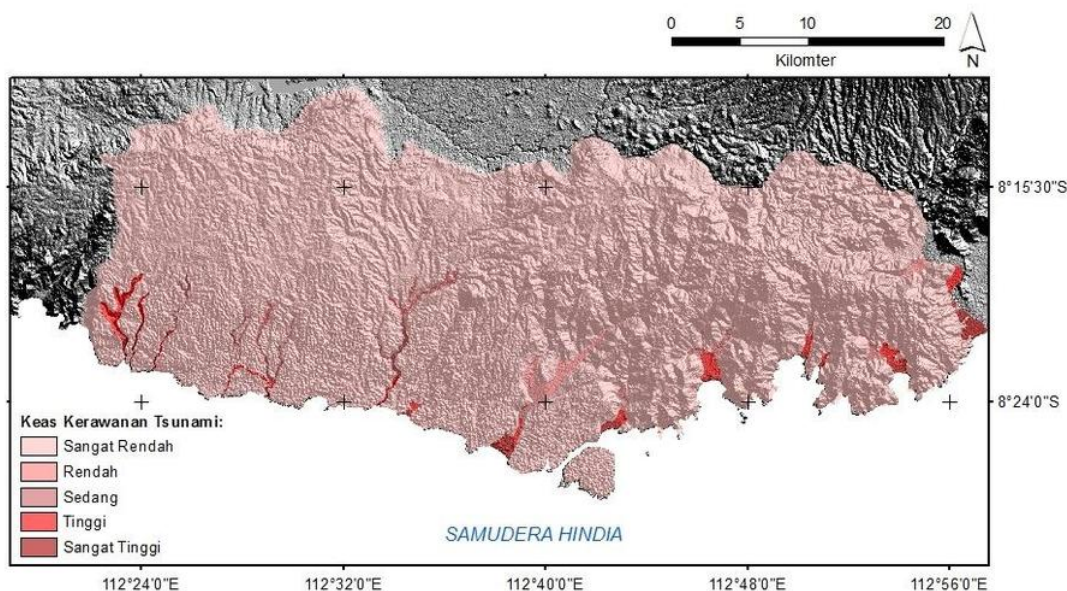 0 5 10 20
Kilomter
N
8°15'30"S
8°24'0"S
Keas Kerawanan Tsunami:
Sangat Rendah
Rendah
Sedang
Tinggi
Sangat Tinggi
SAMUDERA HINDIA
112°24'0"E 112°32'0"E 112°40'0"E 112°48'0"E 112°56'0"E